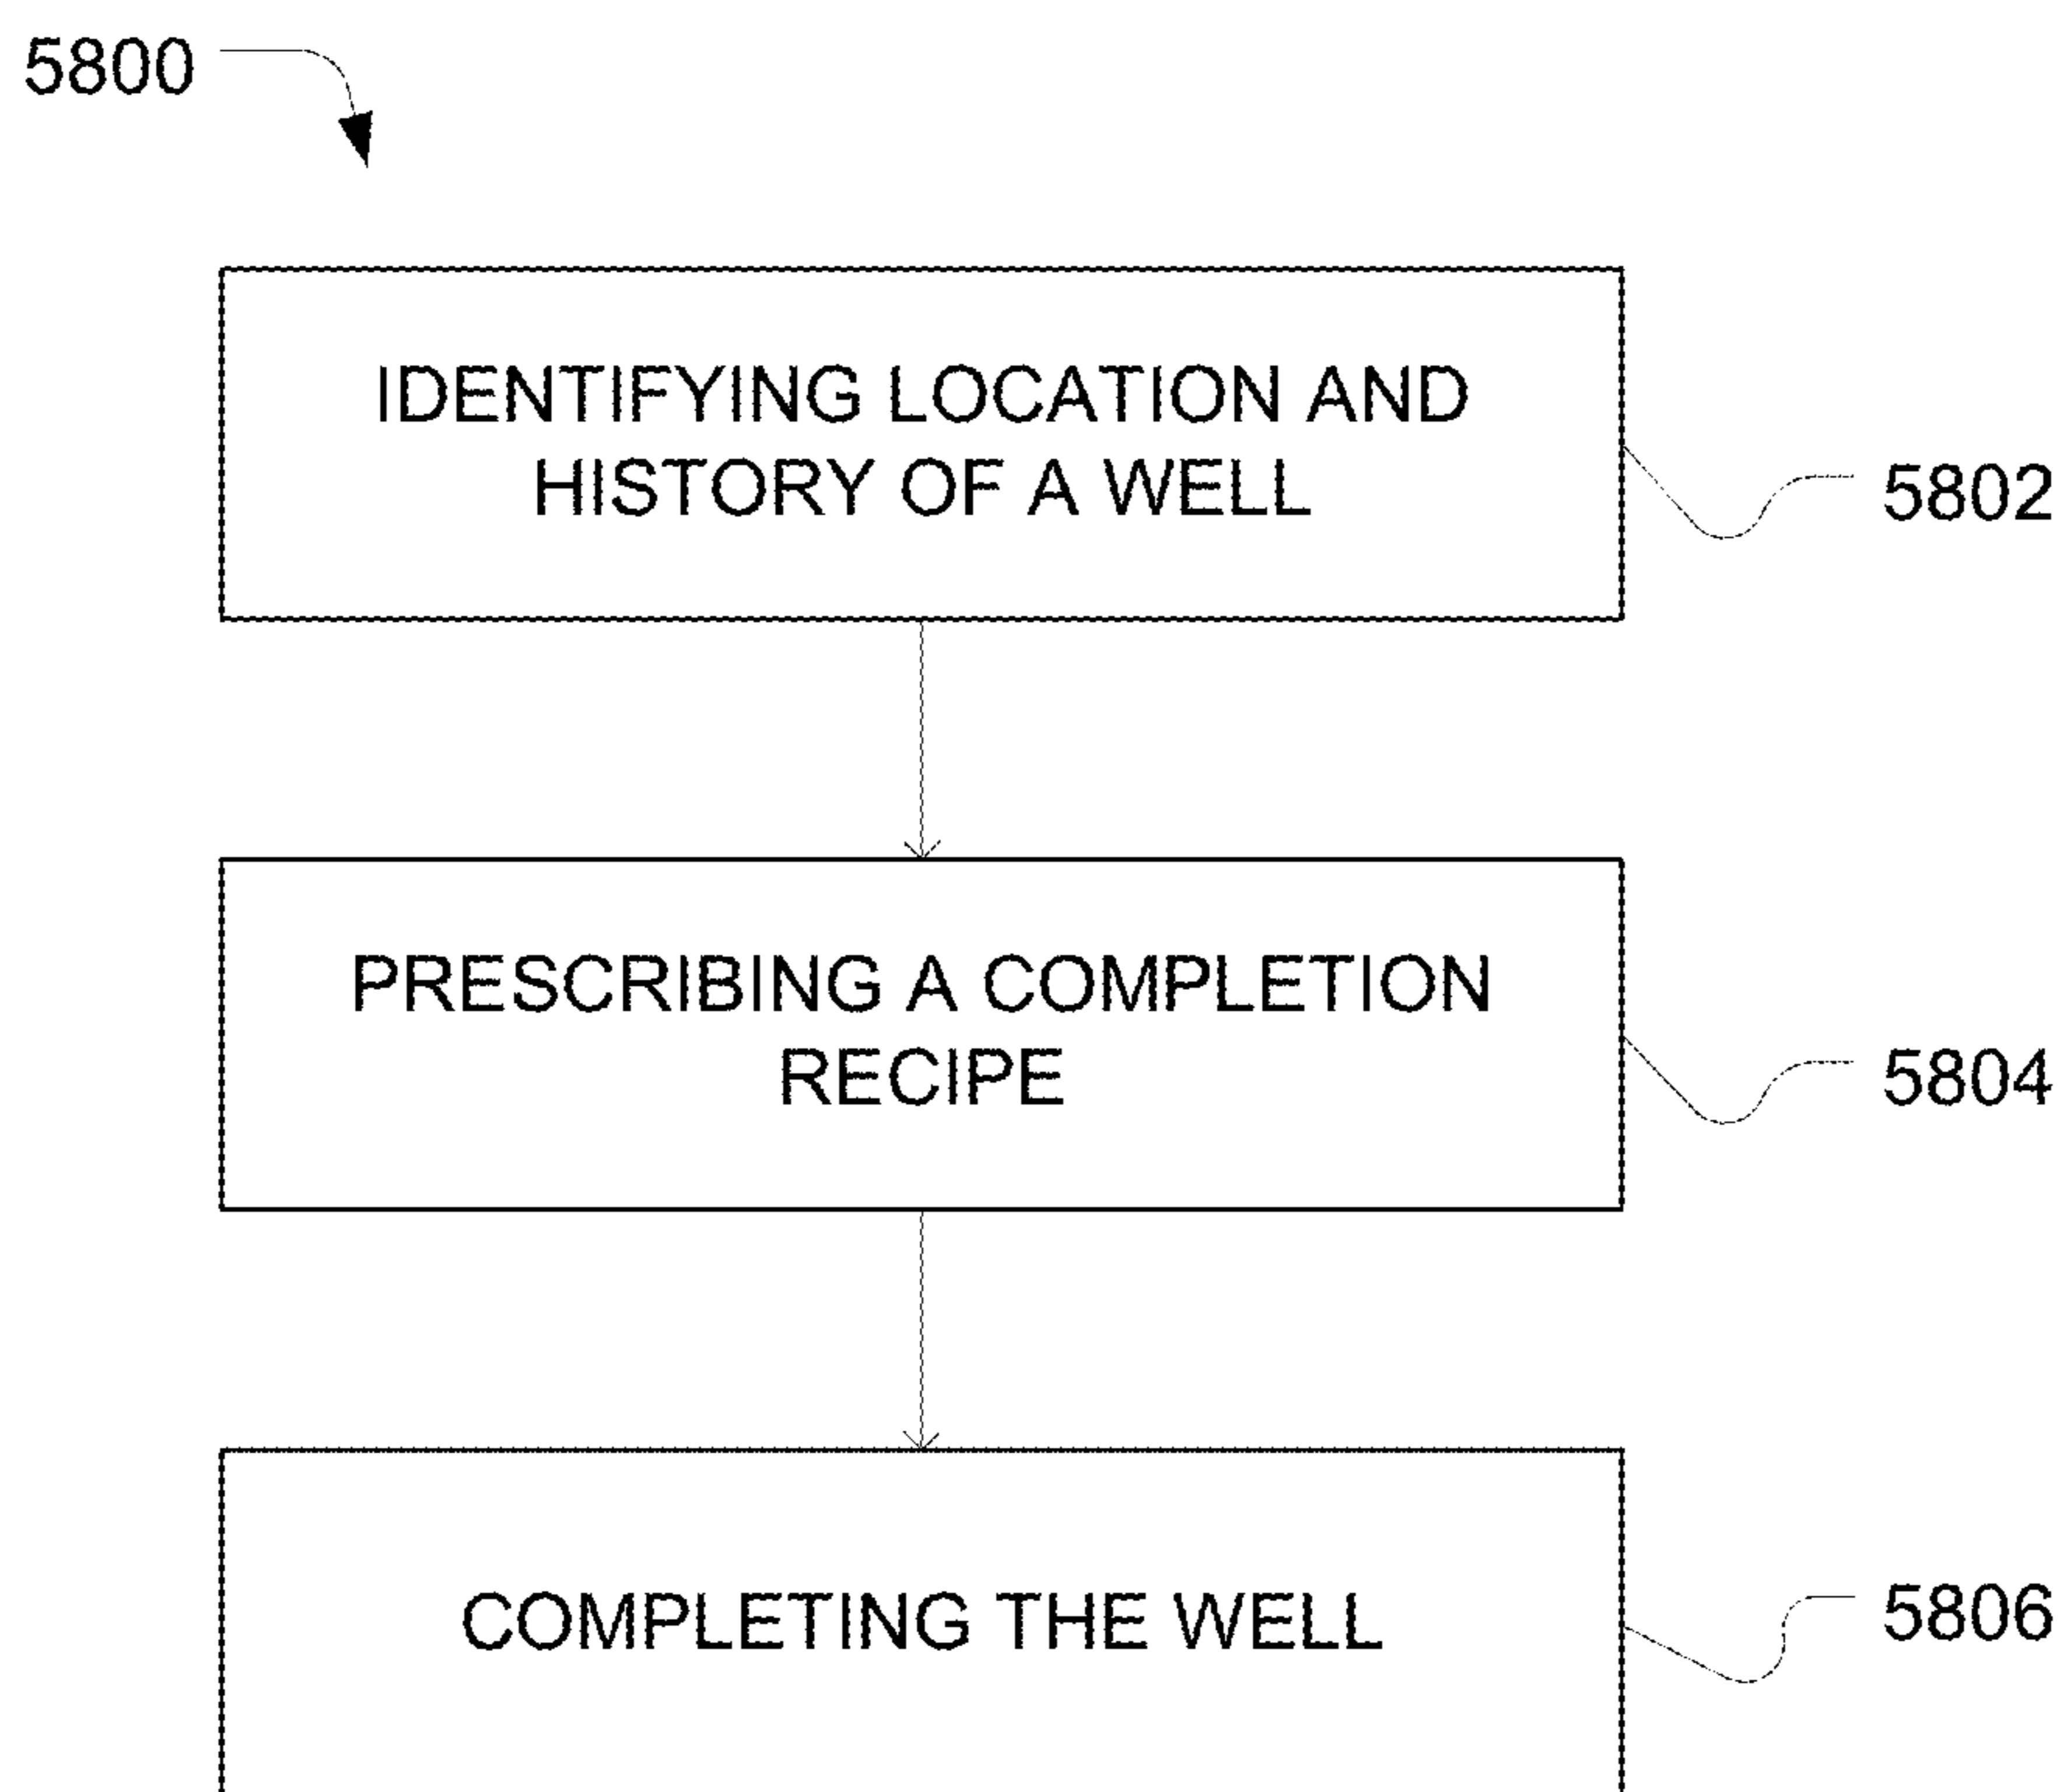 5800
IDENTIFYING LOCATION AND
HISTORY OF A WELL
5802
PRESCRIBING A COMPLETION
RECIPE
5804
COMPLETING THE WELL
5806